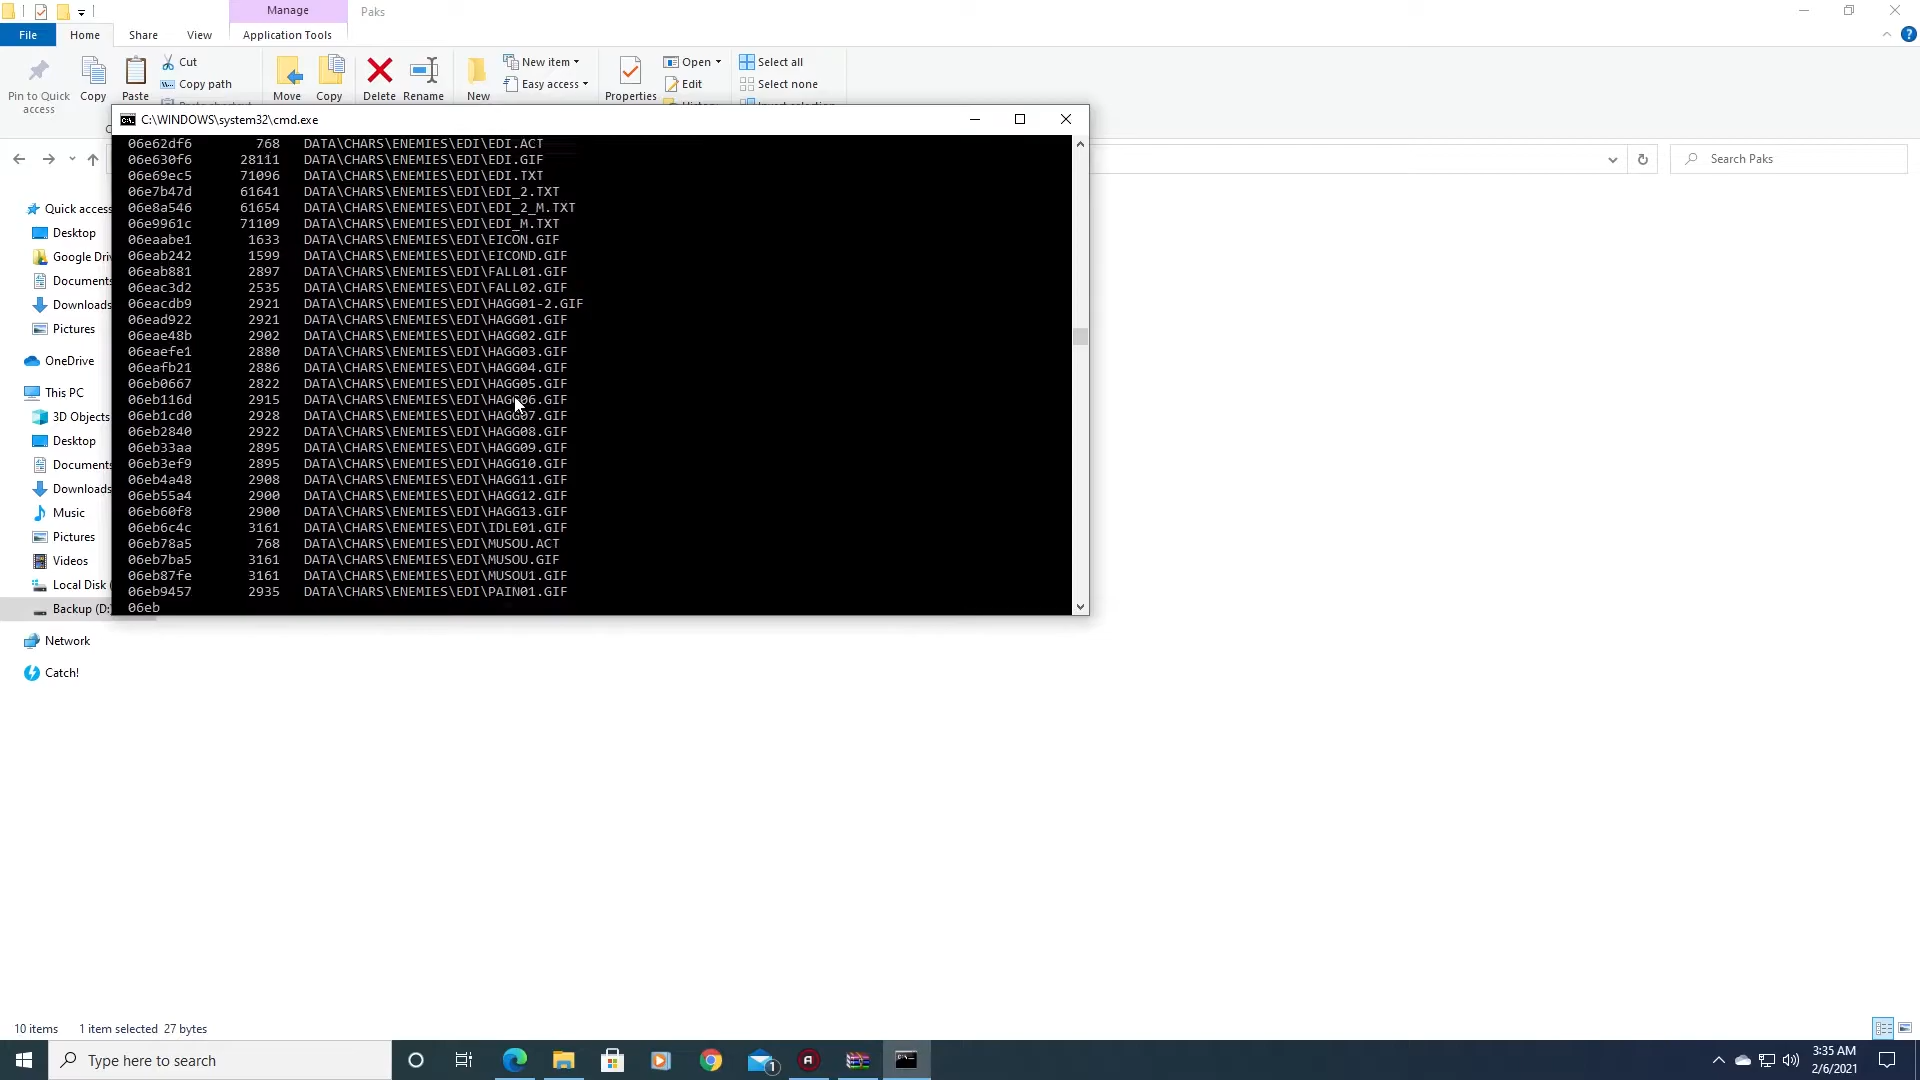 Manage
Paks
File
Home
Share
View
Application Tools
Pin to Quick access
Copy
Paste
Cut
Copy path
Move
Copy
Delete
Rename
New
New item
Easy access
Properties
Open
Edit
Select all
Select none
C:\WINDOWS\system32\cmd.exe
06e62df6 768 DATA\CHARS\ENEMIES\EDI\EDI.ACT
06e630f6 28111 DATA\CHARS\ENEMIES\EDI\EDI.GIF
06e69ec5 71096 DATA\CHARS\ENEMIES\EDI\EDI.TXT
06e7b47d 61641 DATA\CHARS\ENEMIES\EDI\EDI_2.TXT
06e8a546 61654 DATA\CHARS\ENEMIES\EDI\EDI_2_M.TXT
06e9961c 71109 DATA\CHARS\ENEMIES\EDI\EDI_M.TXT
06eaabe1 1633 DATA\CHARS\ENEMIES\EDI\EICON.GIF
06eab242 1599 DATA\CHARS\ENEMIES\EDI\EICOND.GIF
06eab881 2897 DATA\CHARS\ENEMIES\EDI\FALL01.GIF
06eac3d2 2535 DATA\CHARS\ENEMIES\EDI\FALL02.GIF
06eacdb9 2921 DATA\CHARS\ENEMIES\EDI\HAGG01-2.GIF
06ead922 2921 DATA\CHARS\ENEMIES\EDI\HAGG01.GIF
06eae48b 2902 DATA\CHARS\ENEMIES\EDI\HAGG02.GIF
06eaefe1 2880 DATA\CHARS\ENEMIES\EDI\HAGG03.GIF
06eafb21 2886 DATA\CHARS\ENEMIES\EDI\HAGG04.GIF
06eb0667 2822 DATA\CHARS\ENEMIES\EDI\HAGG05.GIF
06eb116d 2915 DATA\CHARS\ENEMIES\EDI\HAGG06.GIF
06eb1cd0 2928 DATA\CHARS\ENEMIES\EDI\HAGG07.GIF
06eb2840 2922 DATA\CHARS\ENEMIES\EDI\HAGG08.GIF
06eb33aa 2895 DATA\CHARS\ENEMIES\EDI\HAGG09.GIF
06eb3ef9 2895 DATA\CHARS\ENEMIES\EDI\HAGG10.GIF
06eb4a48 2908 DATA\CHARS\ENEMIES\EDI\HAGG11.GIF
06eb55a4 2900 DATA\CHARS\ENEMIES\EDI\HAGG12.GIF
06eb60f8 2900 DATA\CHARS\ENEMIES\EDI\HAGG13.GIF
06eb6c4c 3161 DATA\CHARS\ENEMIES\EDI\IDLE01.GIF
06eb78a5 768 DATA\CHARS\ENEMIES\EDI\MUSOU.ACT
06eb7ba5 3161 DATA\CHARS\ENEMIES\EDI\MUSOU.GIF
06eb87fe 3161 DATA\CHARS\ENEMIES\EDI\MUSOU1.GIF
06eb9457 2935 DATA\CHARS\ENEMIES\EDI\PAIN01.GIF
06eb
Search Paks
Quick access
Desktop
Google Dri
Documents
Downloads
Pictures
OneDrive
This PC
3D Objects
Desktop
Documents
Downloads
Music
Pictures
Videos
Local Disk (
Backup (D:)
Network
Catch!
10 items 1 item selected 27 bytes
Type here to search
1
3:35 AM
2/6/2021